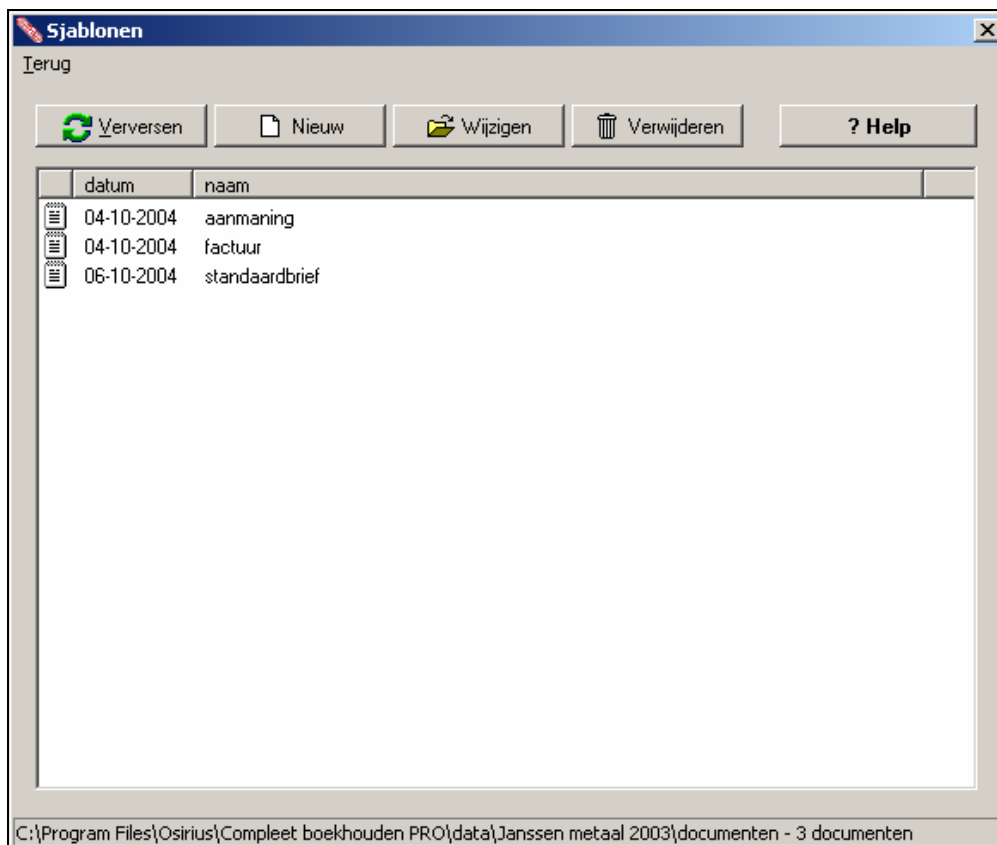 Sjablonen
Terug
Verversen Nieuw Wijzigen Verwijderen ? Help
datum naam
04-10-2004 aanmaning
04-10-2004 factuur
06-10-2004 standaardbrief
C:\Program Files\Osirius\Compleet boekhouden PRO\data\Janssen metaal 2003\documenten - 3 documenten